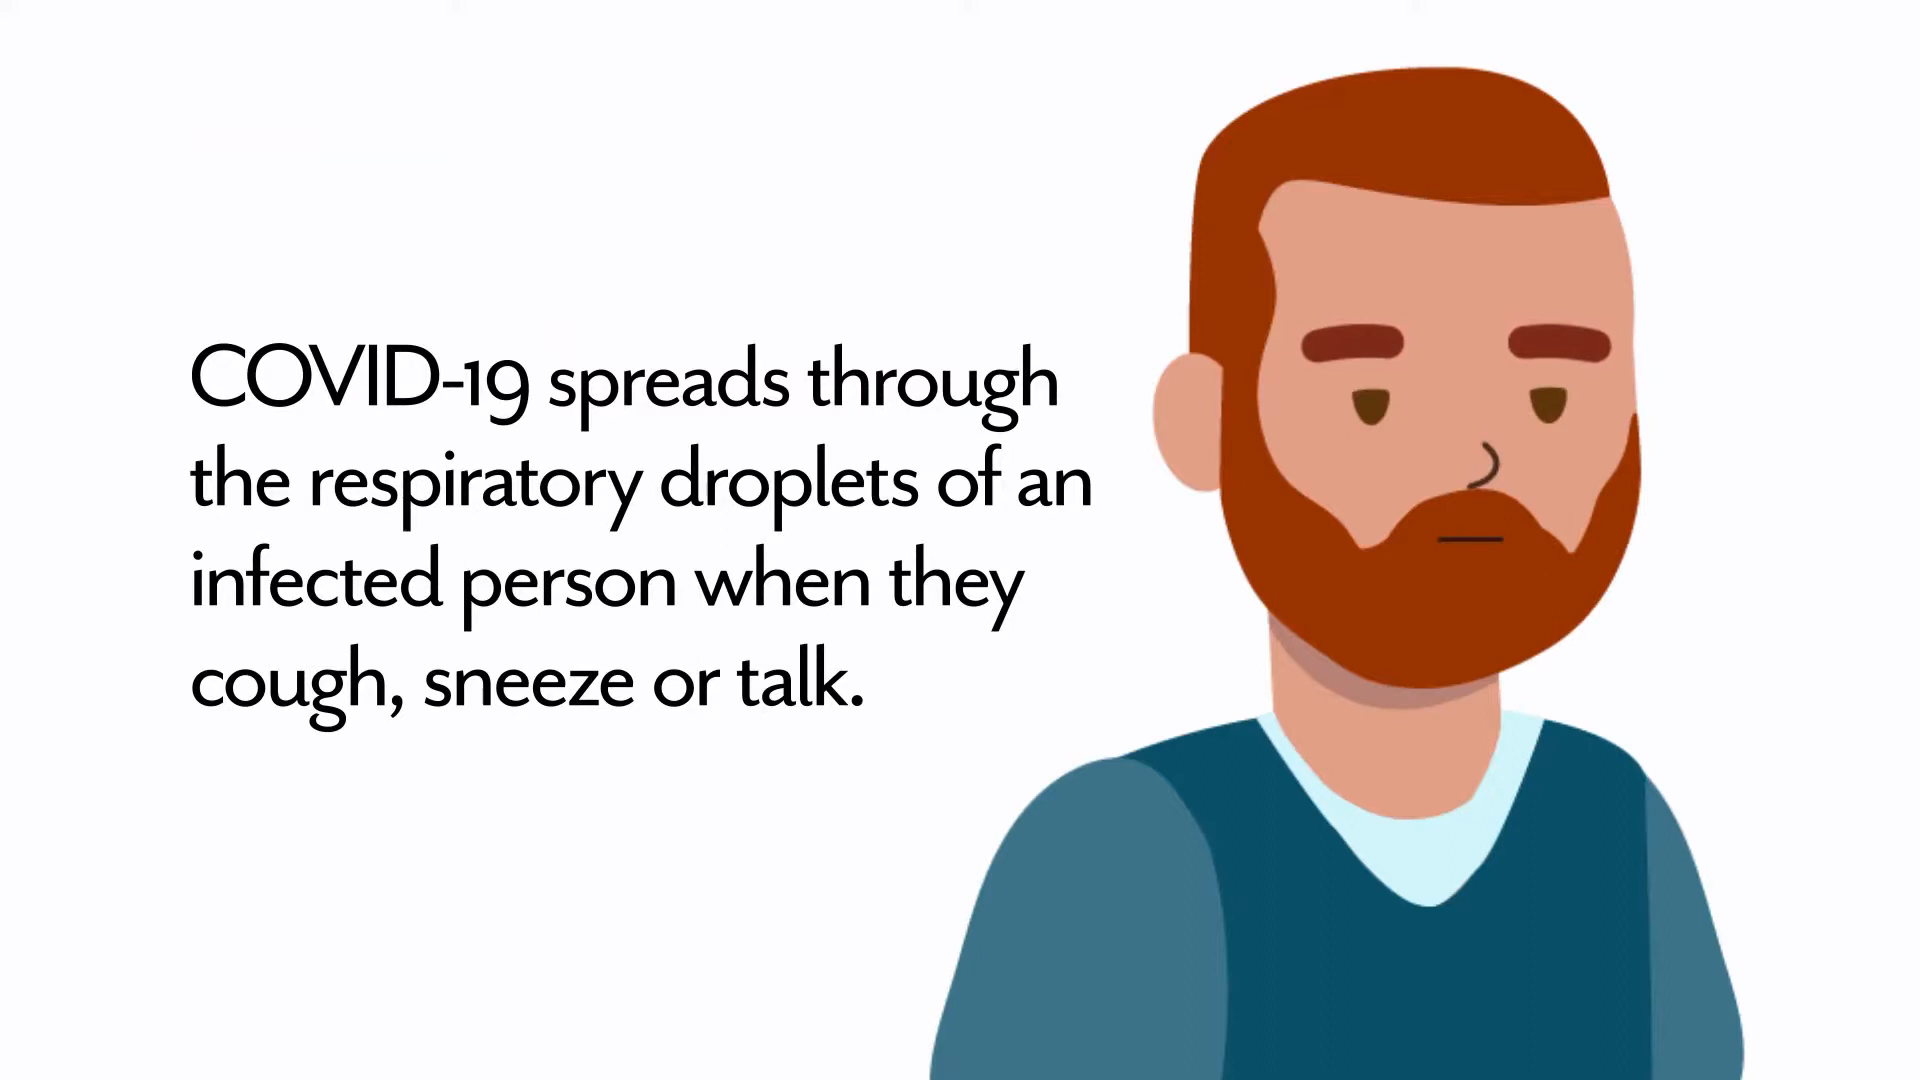 COVID-19 spreads through
the respiratory droplets of an
infected person when they
cough, sneeze or talk.